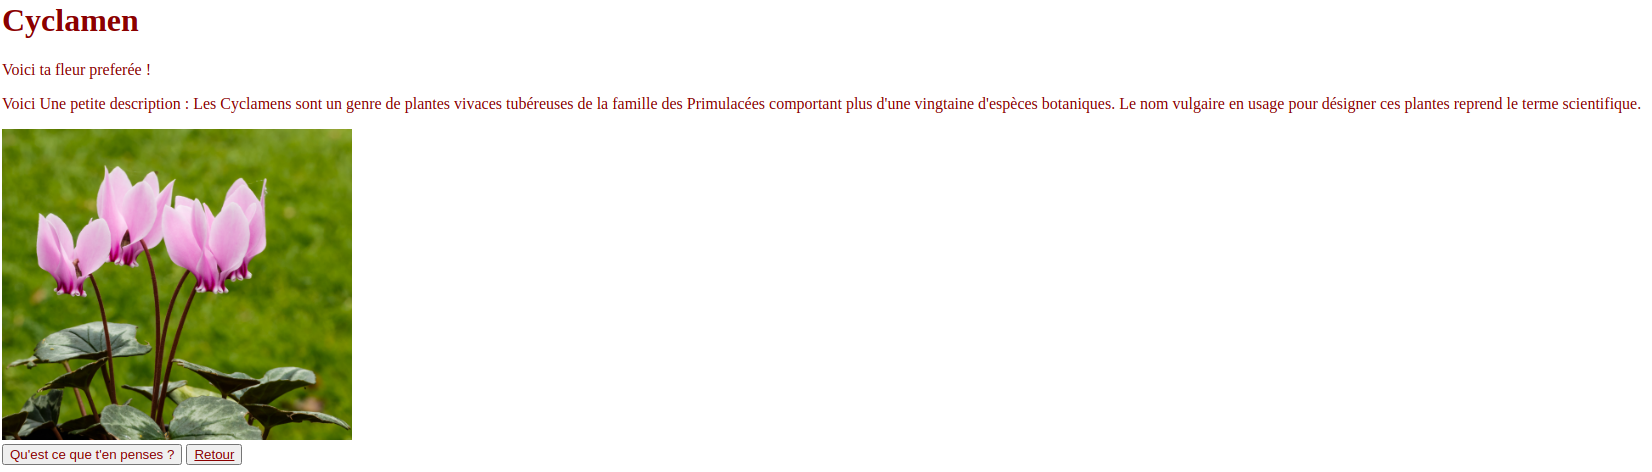 Cyclamen
Voici ta fleur preferée !
Voici Une petite description : Les Cyclamens sont un genre de plantes vivaces tubéreuses de la famille des Primulacées comportant plus d'une vingtaine d'espèces botaniques. Le nom vulgaire en usage pour désigner ces plantes reprend le terme scientifique.
Qu'est ce que t'en penses ? Retour